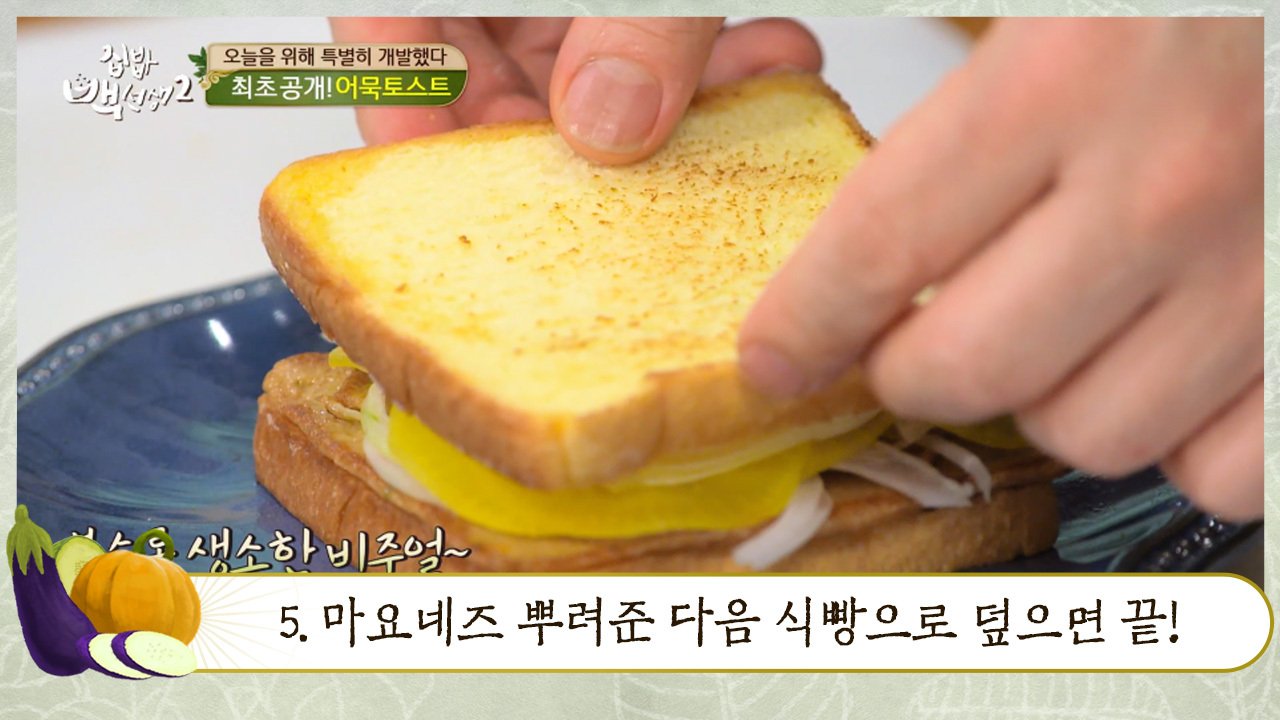 집밥
백선생2
오늘을 위해 특별히 개발했다
최초 공개! 어묵토스트
생소한 비주얼~
5. 마요네즈 뿌려준 다음 식빵으로 덮으면 끝!